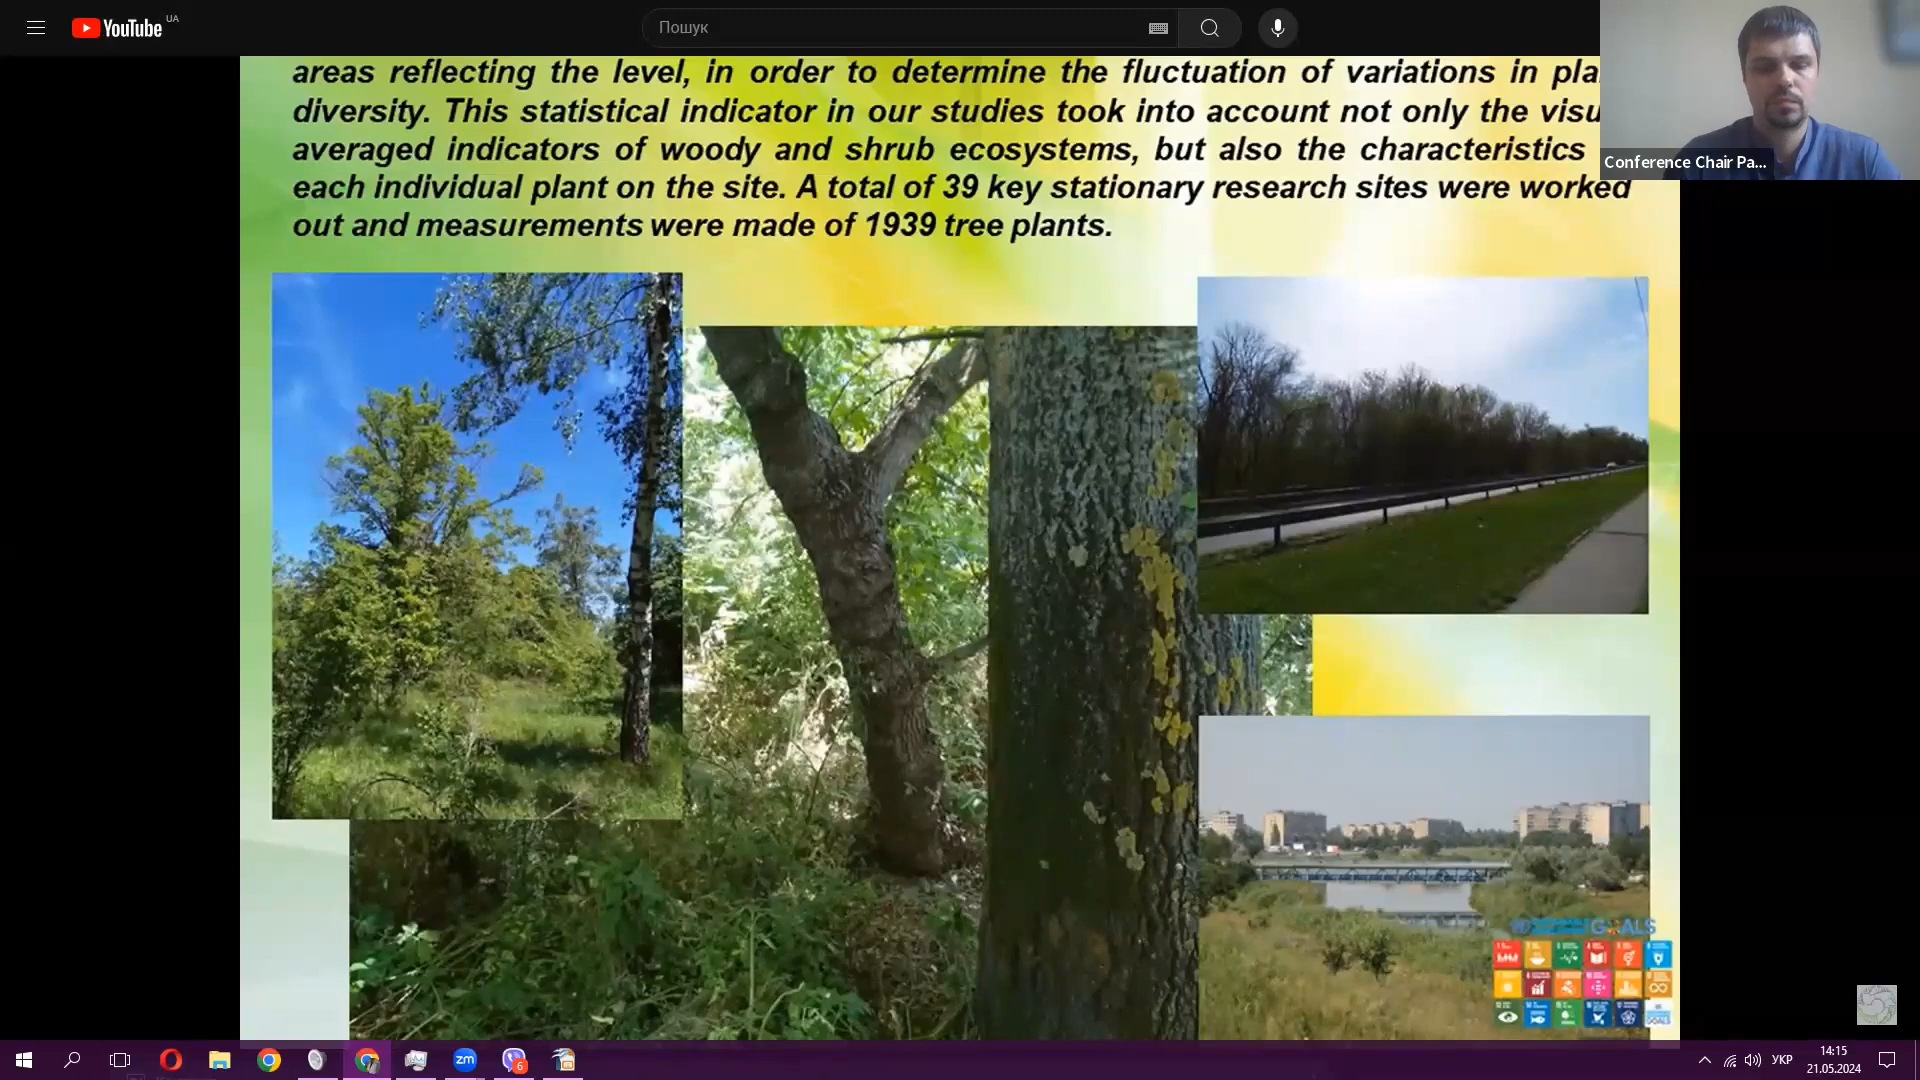 YouTube UA
Пошук
areas reflecting the level, in order to determine the fluctuation of variations in
diversity. This statistical indicator in our studies took into account not only the
averaged indicators of woody and shrub ecosystems, but also the characteristics
each individual plant on the site. A total of 39 key stationary research sites were worked
out and measurements were made of 1939 tree plants.
Conference Chair Pa...
GOALS
zm
6
УКР
14:15
21.05.2024